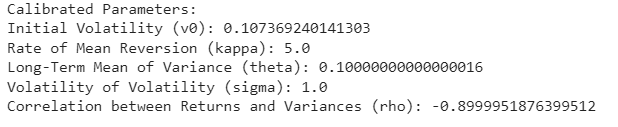 Calibrated Parameters:
Initial Volatility (v0): 0.107369240141303
Rate of Mean Reversion (kappa): 5.0
Long-Term Mean of Variance (theta): 0.10000000000000016
Volatility of Volatility (sigma): 1.0
Correlation between Returns and Variances (rho): -0.8999951876399512